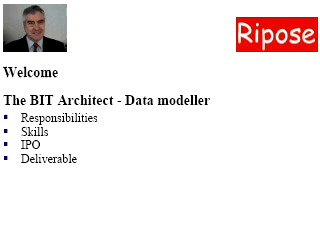 Ripose
Welcome
The BIT Architect - Data modeller
Responsibilities
Skills
IPO
Deliverable